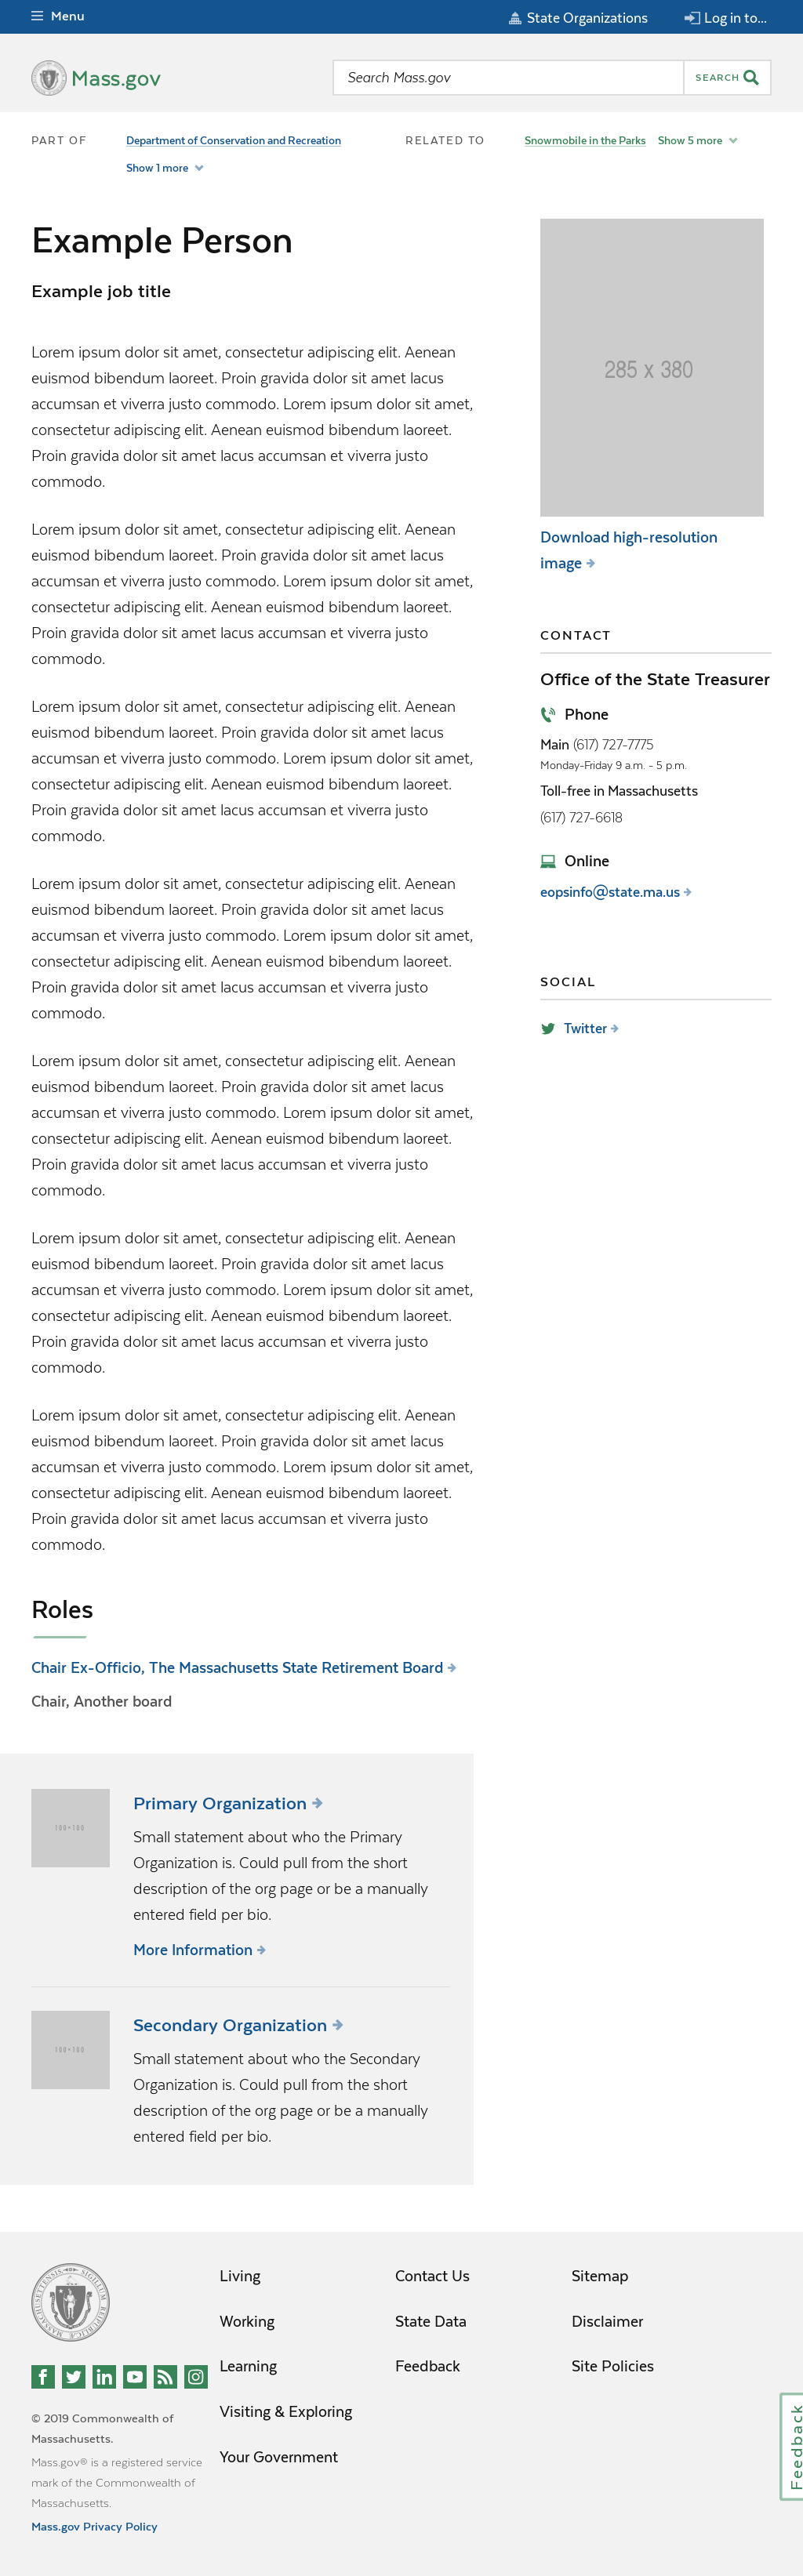 Menu
State Organizations
Log in to...
Mass.gov
Search Mass.gov
SEARCH
PART OF
Department of Conservation and Recreation
Show 1 more
RELATED TO
Snowmobile in the Parks
Show 5 more
Example Person
Example job title
Lorem ipsum dolor sit amet, consectetur adipiscing elit. Aenean
euismod bibendum laoreet. Proin gravida dolor sit amet lacus
accumsan et viverra justo commodo. Lorem ipsum dolor sit amet,
consectetur adipiscing elit. Aenean euismod bibendum laoreet.
Proin gravida dolor sit amet lacus accumsan et viverra justo
commodo.
Lorem ipsum dolor sit amet, consectetur adipiscing elit. Aenean
euismod bibendum laoreet. Proin gravida dolor sit amet lacus
accumsan et viverra justo commodo. Lorem ipsum dolor sit amet,
consectetur adipiscing elit. Aenean euismod bibendum laoreet.
Proin gravida dolor sit amet lacus accumsan et viverra justo
commodo.
Lorem ipsum dolor sit amet, consectetur adipiscing elit. Aenean
euismod bibendum laoreet. Proin gravida dolor sit amet lacus
accumsan et viverra justo commodo. Lorem ipsum dolor sit amet,
consectetur adipiscing elit. Aenean euismod bibendum laoreet.
Proin gravida dolor sit amet lacus accumsan et viverra justo
commodo.
Lorem ipsum dolor sit amet, consectetur adipiscing elit. Aenean
euismod bibendum laoreet. Proin gravida dolor sit amet lacus
accumsan et viverra justo commodo. Lorem ipsum dolor sit amet,
consectetur adipiscing elit. Aenean euismod bibendum laoreet.
Proin gravida dolor sit amet lacus accumsan et viverra justo
commodo.
Lorem ipsum dolor sit amet, consectetur adipiscing elit. Aenean
euismod bibendum laoreet. Proin gravida dolor sit amet lacus
accumsan et viverra justo commodo. Lorem ipsum dolor sit amet,
consectetur adipiscing elit. Aenean euismod bibendum laoreet.
Proin gravida dolor sit amet lacus accumsan et viverra justo
commodo.
Lorem ipsum dolor sit amet, consectetur adipiscing elit. Aenean
euismod bibendum laoreet. Proin gravida dolor sit amet lacus
accumsan et viverra justo commodo. Lorem ipsum dolor sit amet,
consectetur adipiscing elit. Aenean euismod bibendum laoreet.
Proin gravida dolor sit amet lacus accumsan et viverra justo
commodo.
Lorem ipsum dolor sit amet, consectetur adipiscing elit. Aenean
euismod bibendum laoreet. Proin gravida dolor sit amet lacus
accumsan et viverra justo commodo. Lorem ipsum dolor sit amet,
consectetur adipiscing elit. Aenean euismod bibendum laoreet.
Proin gravida dolor sit amet lacus accumsan et viverra justo
commodo.
Roles
Chair Ex-Officio, The Massachusetts State Retirement Board
Chair, Another board
285 x 380
Download high-resolution
image
CONTACT
Office of the State Treasurer
Phone
Main (617) 727-7775
Monday-Friday 9 a.m. - 5 p.m.
Toll-free in Massachusetts
(617) 727-6618
Online
eopsinfo@state.ma.us
SOCIAL
Twitter
100×100
Primary Organization
Small statement about who the Primary
Organization is. Could pull from the short
description of the org page or be a manually
entered field per bio.
More Information
100×100
Secondary Organization
Small statement about who the Secondary
Organization is. Could pull from the short
description of the org page or be a manually
entered field per bio.
© 2019 Commonwealth of
Massachusetts.
Mass.gov® is a registered service
mark of the Commonwealth of
Massachusetts.
Mass.gov Privacy Policy
Living
Working
Learning
Visiting & Exploring
Your Government
Contact Us
State Data
Feedback
Sitemap
Disclaimer
Site Policies
Feedback